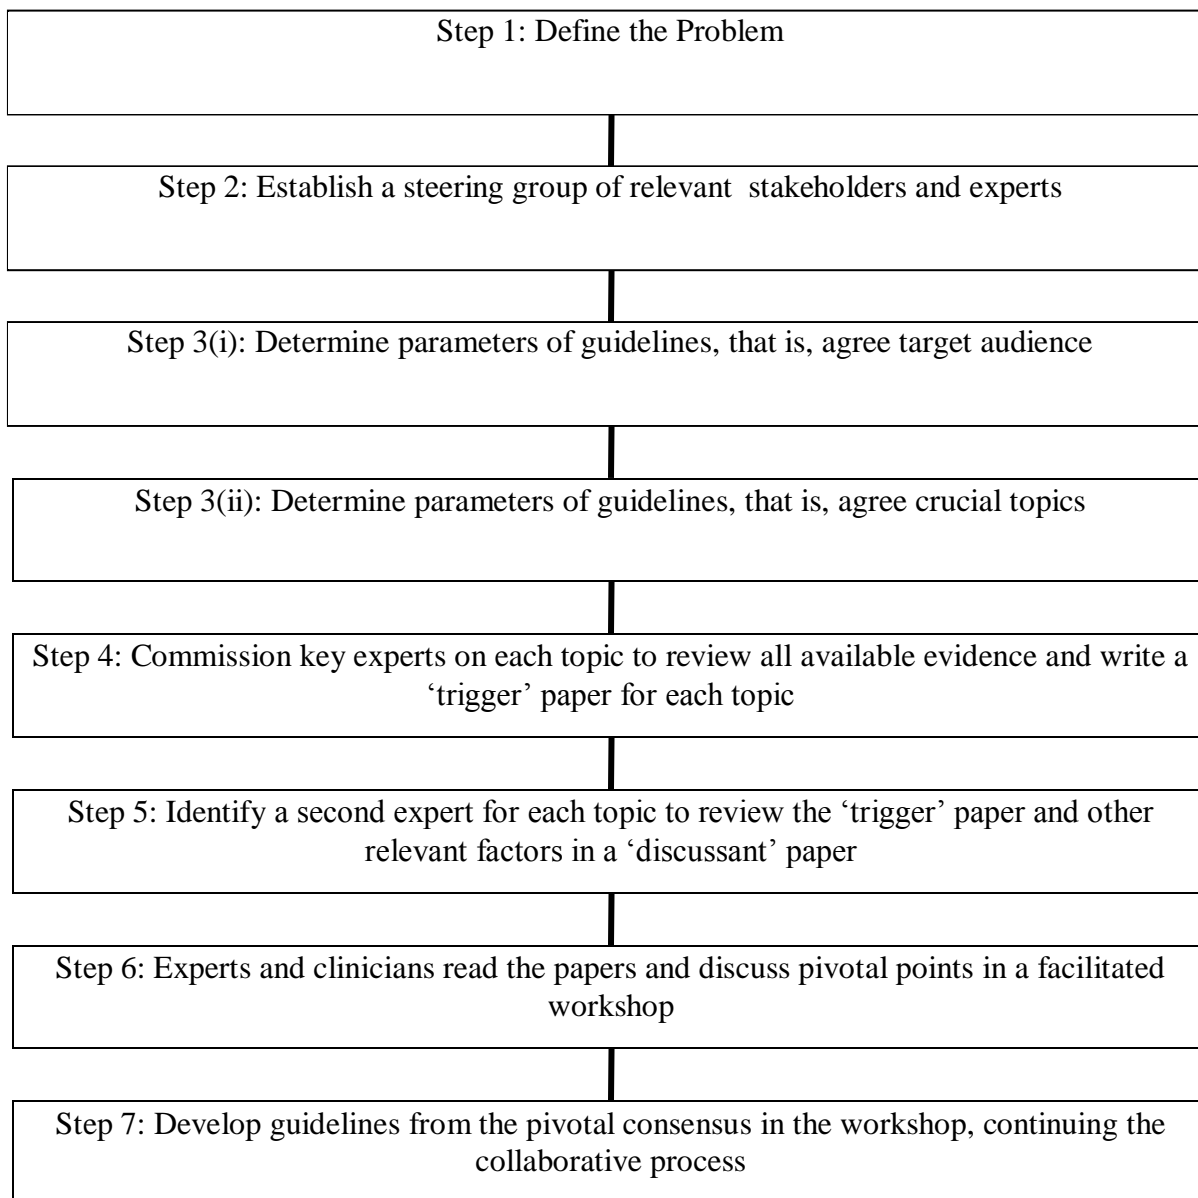 Step 1: Define the Problem
Step 2: Establish a steering group of relevant  stakeholders and experts
Step 3(i): Determine parameters of guidelines, that is, agree target audience
Step 3(ii): Determine parameters of guidelines, that is, agree crucial topics
Step 4: Commission key experts on each topic to review all available evidence and write a
‘trigger’ paper for each topic
Step 5: Identify a second expert for each topic to review the ‘trigger’ paper and other
relevant factors in a ‘discussant’ paper
Step 6: Experts and clinicians read the papers and discuss pivotal points in a facilitated
workshop
Step 7: Develop guidelines from the pivotal consensus in the workshop, continuing the
collaborative process